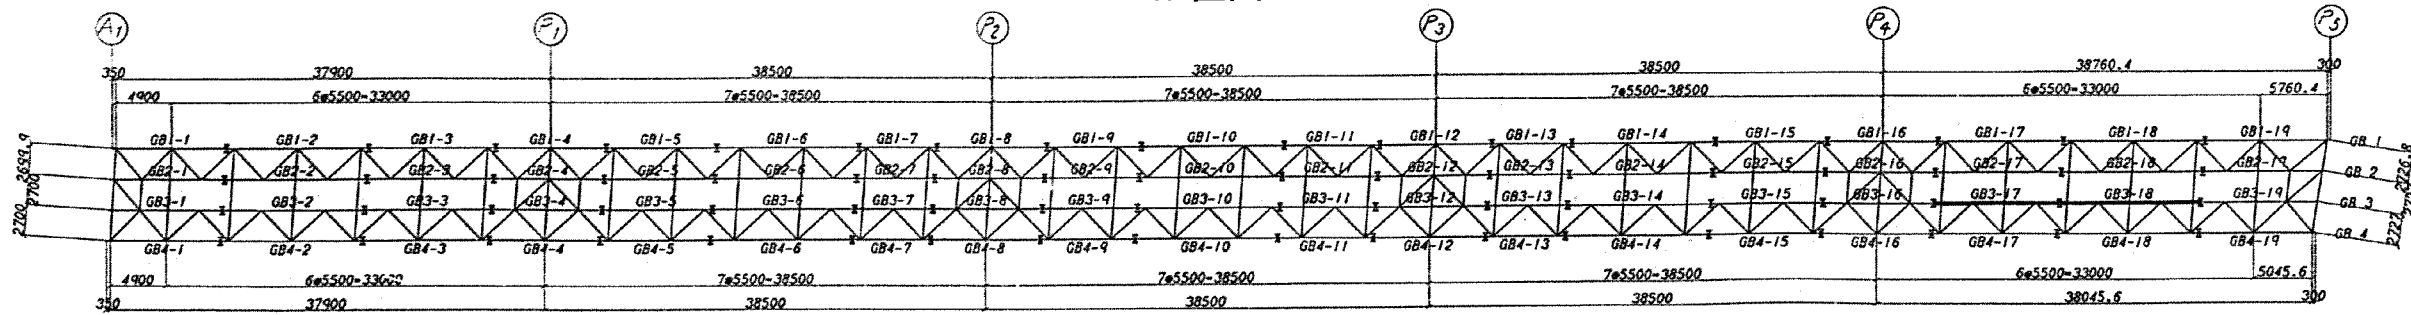 A1 P1 P2 P3 P4 P5
350 37900 38500 38500 38500 38760.4 300
4900 6@5500=33000 7@5500=38500 7@5500=38500 7@5500=38500 6@5500=33000 5760.4
GB1-1 GB1-2 GB1-3 GB1-4 GB1-5 GB1-6 GB1-7 GB1-8 GB1-9 GB1-10 GB1-11 GB1-12 GB1-13 GB1-14 GB1-15 GB1-16 GB1-17 GB1-18 GB1-19 GB 1
2699.9
GB2-1 GB2-2 GB2-3 GB2-4 GB2-5 GB2-6 GB2-7 GB2-8 GB2-9 GB2-10 GB2-11 GB2-12 GB2-13 GB2-14 GB2-15 GB2-16 GB2-17 GB2-18 GB2-19 GB 2
2726.8
2700
GB3-1 GB3-2 GB3-3 GB3-4 GB3-5 GB3-6 GB3-7 GB3-8 GB3-9 GB3-10 GB3-11 GB3-12 GB3-13 GB3-14 GB3-15 GB3-16 GB3-17 GB3-18 GB3-19 GB 3
2700
GB4-1 GB4-2 GB4-3 GB4-4 GB4-5 GB4-6 GB4-7 GB4-8 GB4-9 GB4-10 GB4-11 GB4-12 GB4-13 GB4-14 GB4-15 GB4-16 GB4-17 GB4-18 GB4-19 GB 4
2727
4900 6@5500=33000 7@5500=38500 7@5500=38500 7@5500=38500 6@5500=33000 5045.6
350 37900 38500 38500 38500 38045.6 300